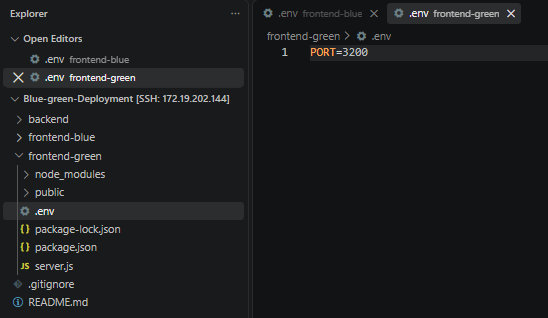 Explorer
Open Editors
.env frontend-blue
.env frontend-green
Blue-green-Deployment [SSH: 172.19.202.144]
backend
frontend-blue
frontend-green
node_modules
public
.env
{} package-lock.json
{} package.json
JS server.js
.gitignore
README.md
.env frontend-blue
.env frontend-green
frontend-green > .env
1 PORT=3200